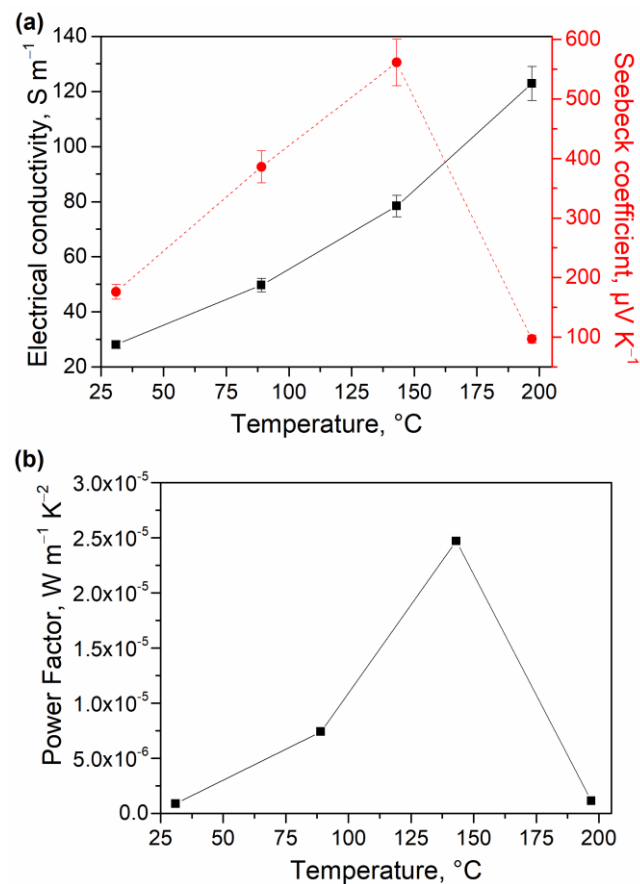 (a)
140
120
100
80
60
40
20
Electrical conductivity, S m⁻¹
600
500
400
300
200
100
Seebeck coefficient, µV K⁻¹
25 50 75 100 125 150 175 200
Temperature, °C
(b)
3.0x10⁻⁵
2.5x10⁻⁵
2.0x10⁻⁵
1.5x10⁻⁵
1.0x10⁻⁵
5.0x10⁻⁶
0.0
Power Factor, W m⁻¹ K⁻²
25 50 75 100 125 150 175 200
Temperature, °C